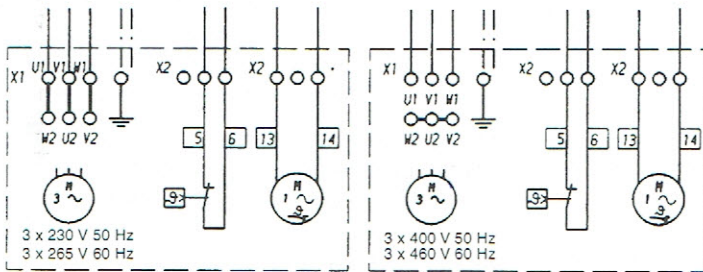 U1 V1 W1
X1 X2 X2
W2 U2 V2
5 6 13 14
M
3 ~
M
1 ~
ϑ
ϑ>
3 x 230 V 50 Hz
3 x 265 V 60 Hz
X1 X2 X2
U1 V1 W1
W2 U2 V2
5 6 13 14
M
3 ~
M
1 ~
ϑ
ϑ>
3 x 400 V 50 Hz
3 x 460 V 60 Hz